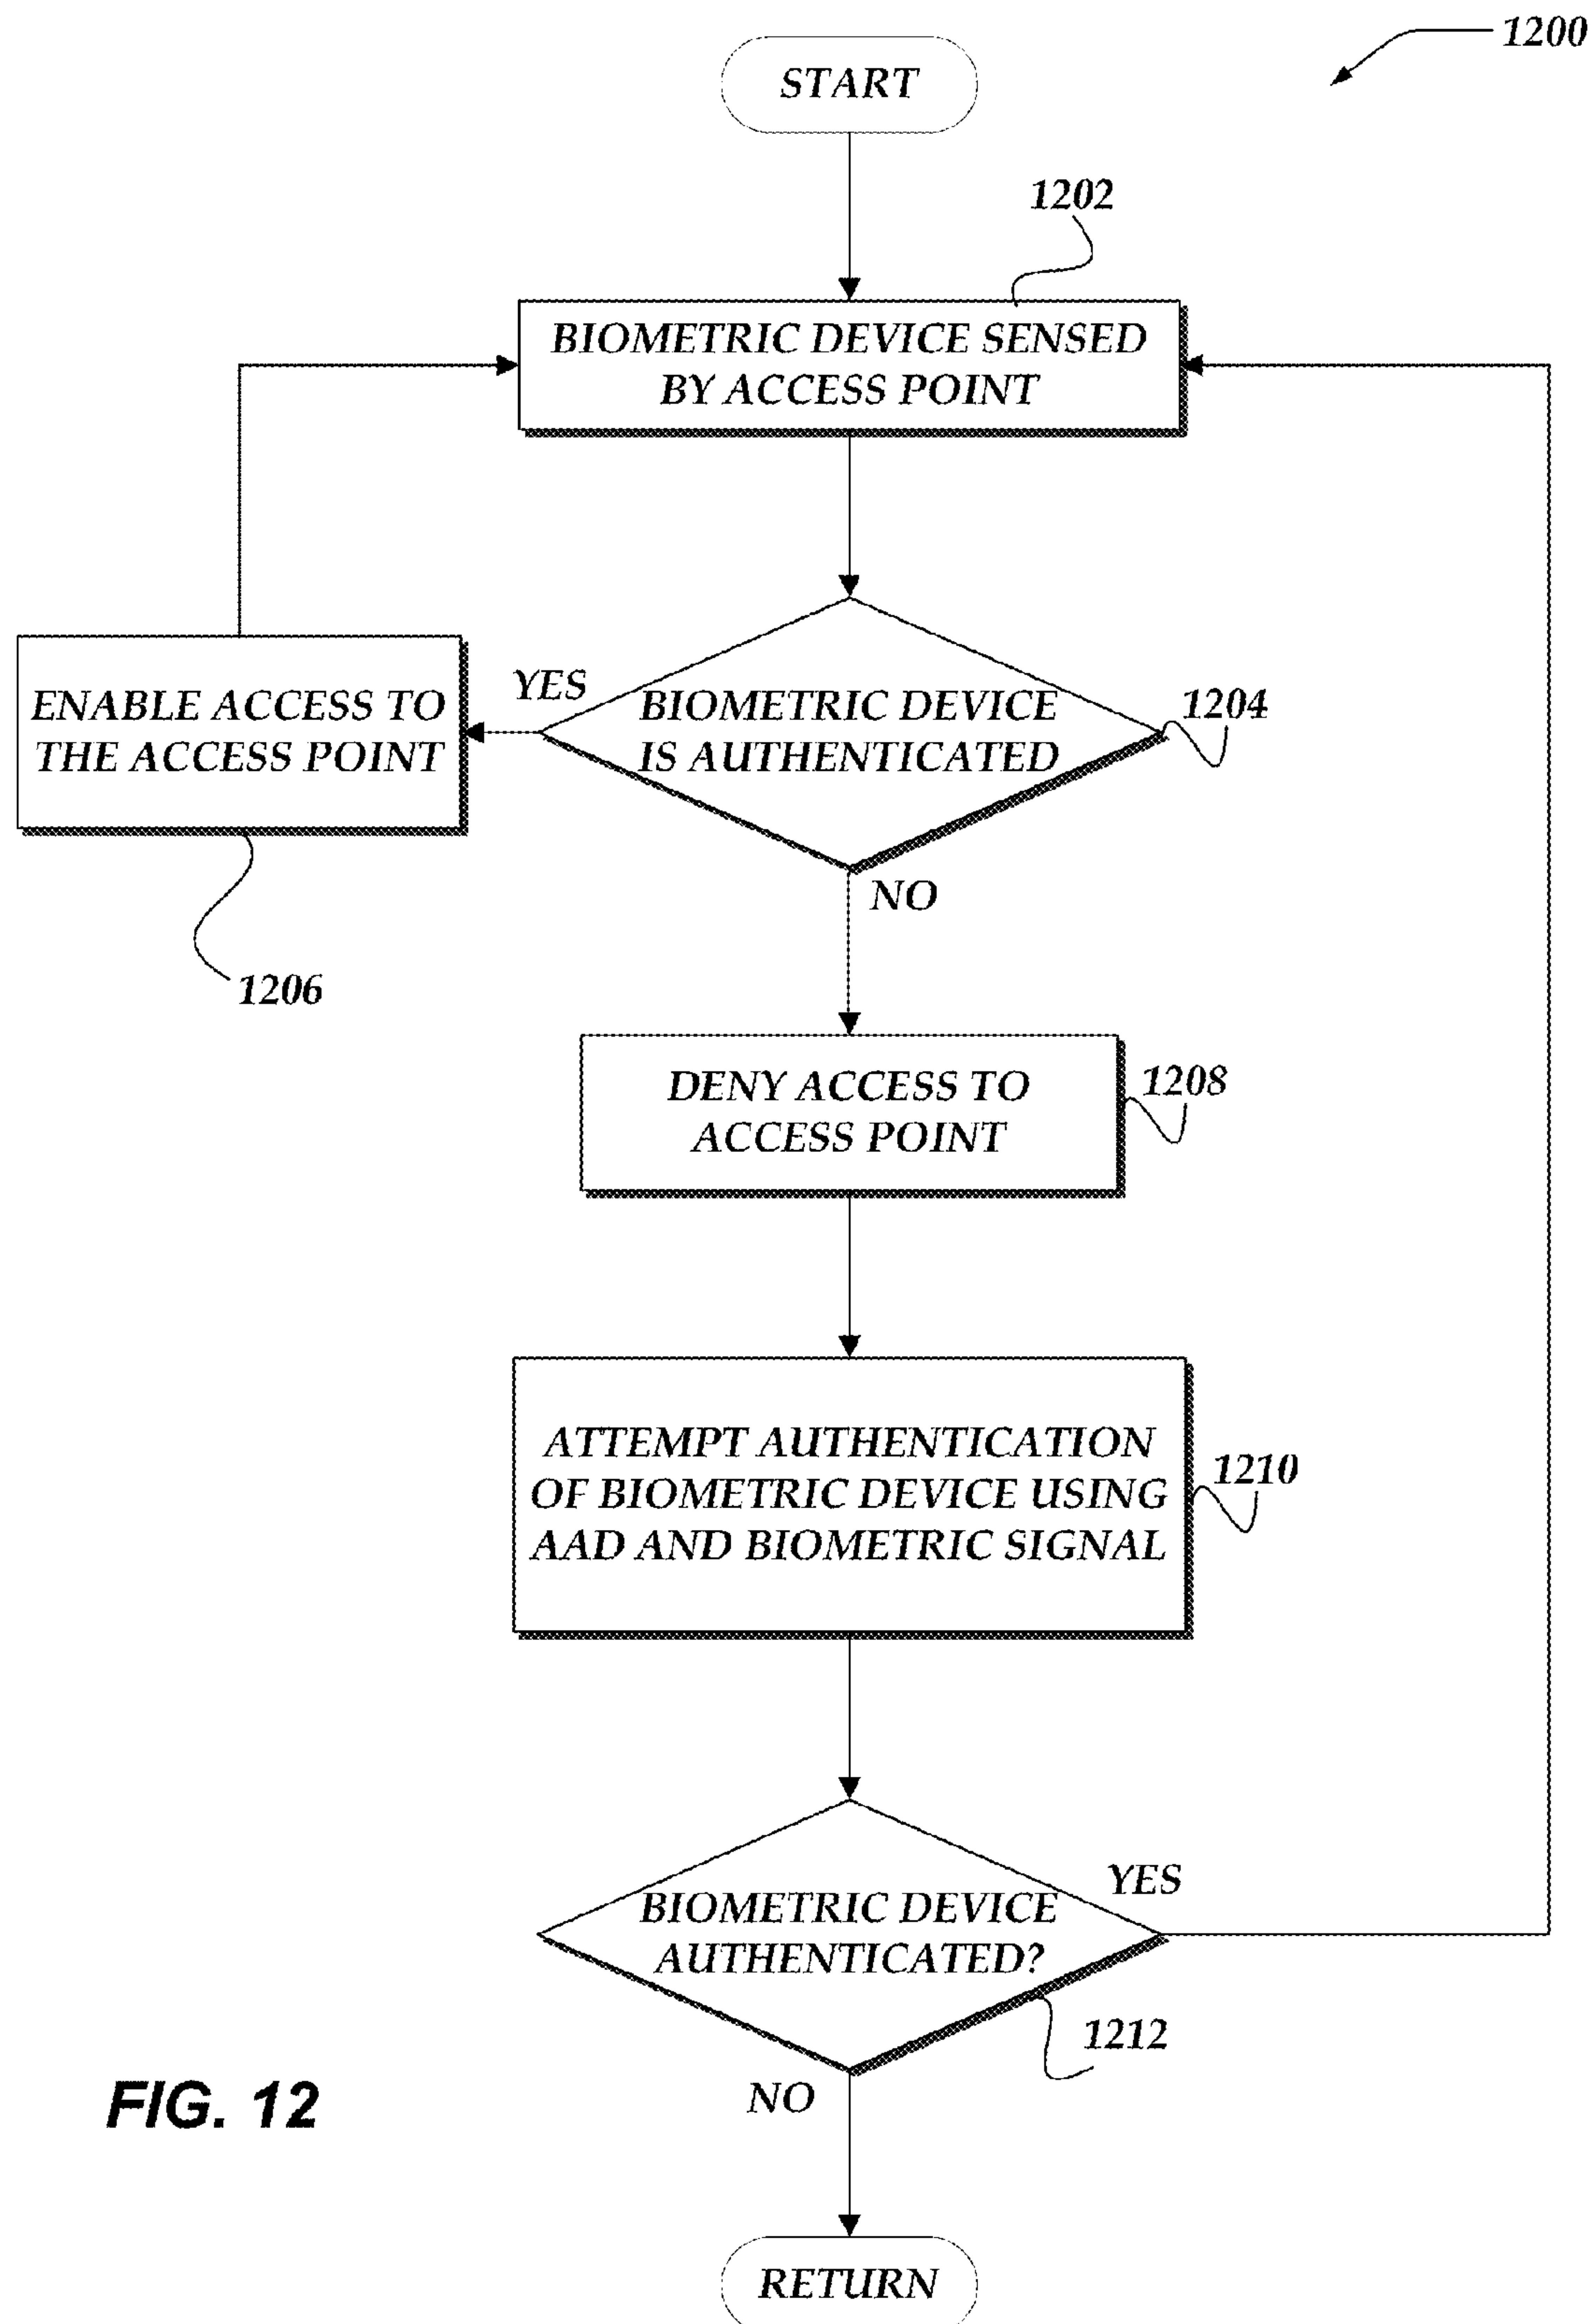 1200
START
1202
BIOMETRIC DEVICE SENSED
BY ACCESS POINT
YES
BIOMETRIC DEVICE
IS AUTHENTICATED
1204
ENABLE ACCESS TO
THE ACCESS POINT
NO
1206
DENY ACCESS TO
ACCESS POINT
1208
ATTEMPT AUTHENTICATION
OF BIOMETRIC DEVICE USING
AAD AND BIOMETRIC SIGNAL
1210
YES
BIOMETRIC DEVICE
AUTHENTICATED?
1212
NO
FIG. 12
RETURN